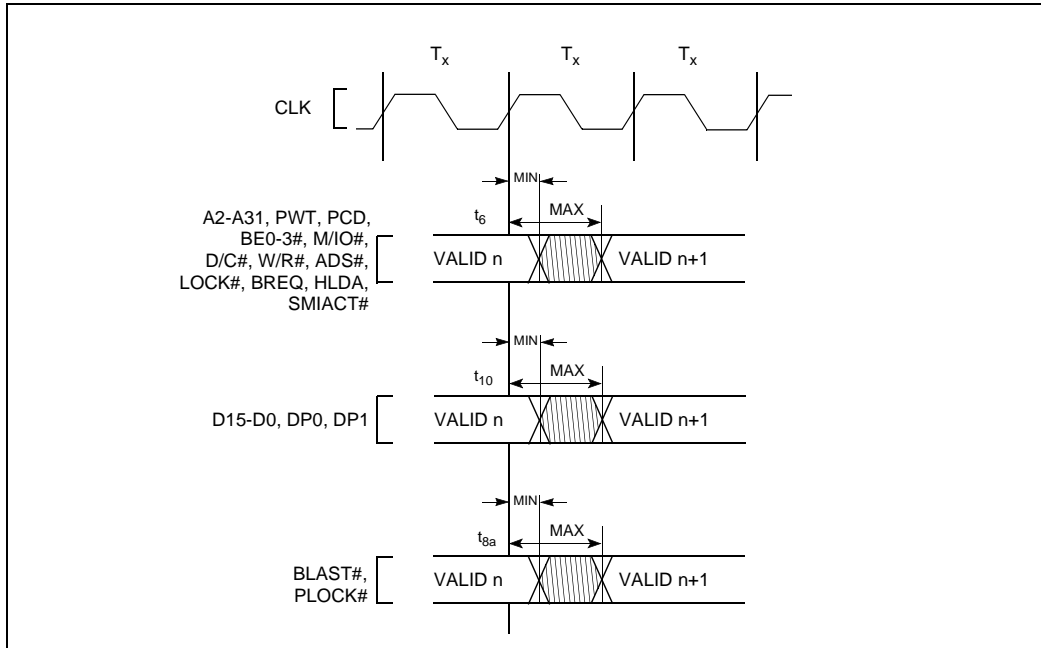 Tx Tx Tx
CLK
MIN
t6 MAX
A2-A31, PWT, PCD,
BE0-3#, M/IO#,
D/C#, W/R#, ADS#,
LOCK#, BREQ, HLDA,
SMIACT#
VALID n VALID n+1
MIN
t10 MAX
D15-D0, DP0, DP1
VALID n VALID n+1
MIN
t8a MAX
BLAST#,
PLOCK#
VALID n VALID n+1